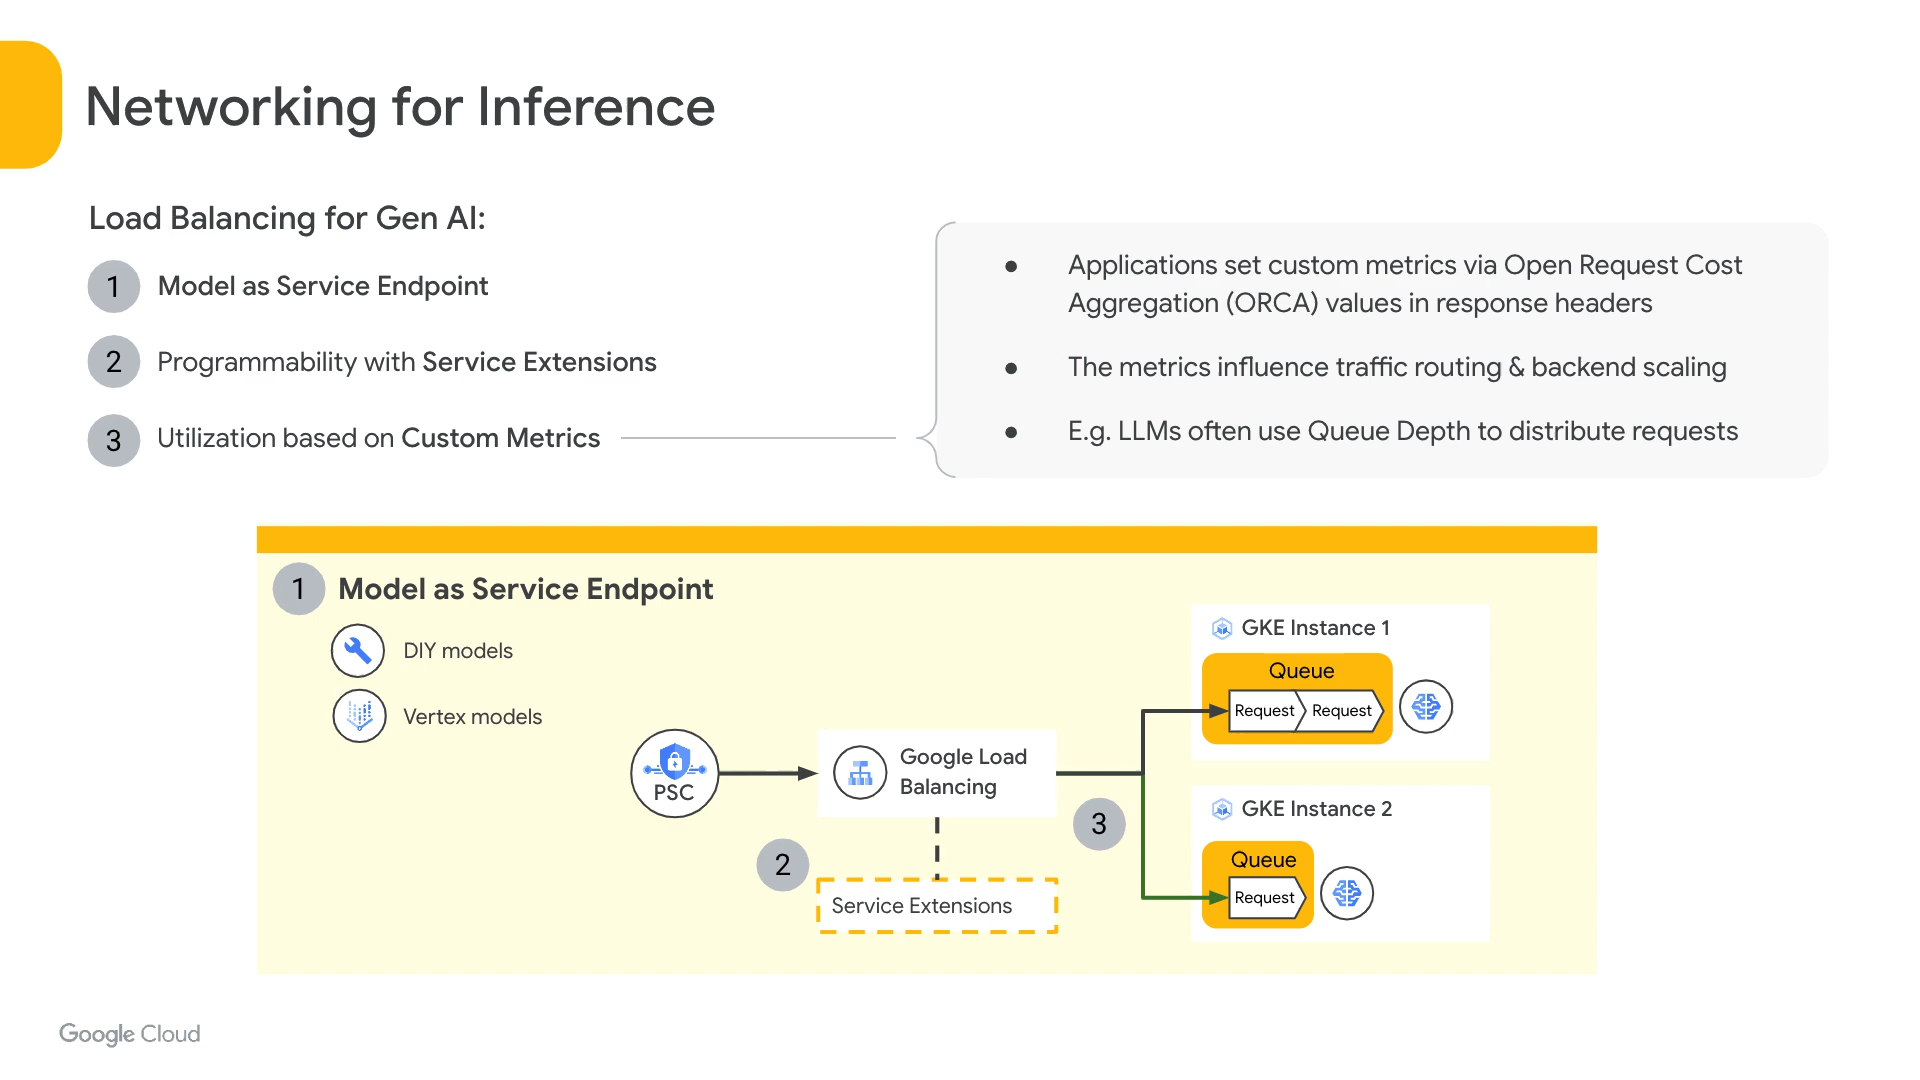 Networking for Inference
Load Balancing for Gen AI:
1 Model as Service Endpoint
2 Programmability with Service Extensions
3 Utilization based on Custom Metrics
● Applications set custom metrics via Open Request Cost
Aggregation (ORCA) values in response headers
● The metrics influence traffic routing & backend scaling
● E.g. LLMs often use Queue Depth to distribute requests
1 Model as Service Endpoint
DIY models
Vertex models
PSC
Google Load
Balancing
2
Service Extensions
3
GKE Instance 1
Queue
Request Request
GKE Instance 2
Queue
Request
Google Cloud